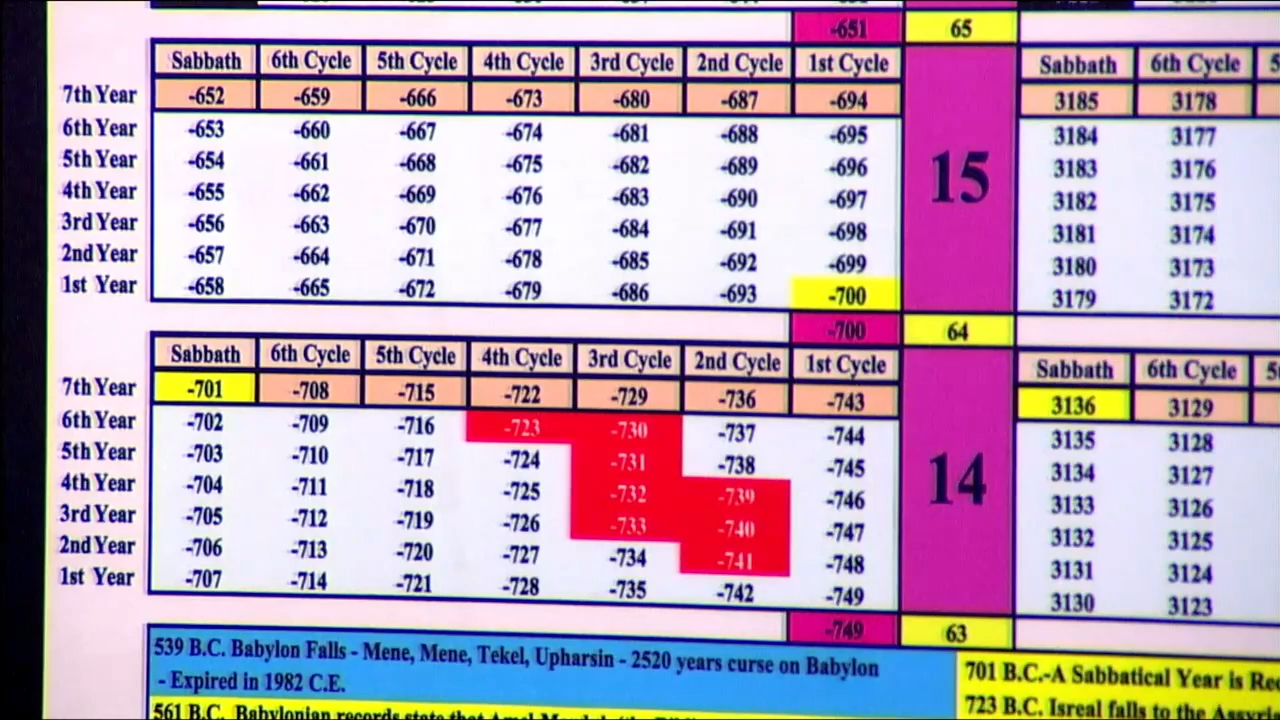 -651 65
Sabbath 6th Cycle 5th Cycle 4th Cycle 3rd Cycle 2nd Cycle 1st Cycle Sabbath 6th Cycle
7th Year -652 -659 -666 -673 -680 -687 -694 3185 3178
6th Year -653 -660 -667 -674 -681 -688 -695 3184 3177
5th Year -654 -661 -668 -675 -682 -689 -696 15 3183 3176
4th Year -655 -662 -669 -676 -683 -690 -697 3182 3175
3rd Year -656 -663 -670 -677 -684 -691 -698 3181 3174
2nd Year -657 -664 -671 -678 -685 -692 -699 3180 3173
1st Year -658 -665 -672 -679 -686 -693 -700 3179 3172
-700 64
Sabbath 6th Cycle 5th Cycle 4th Cycle 3rd Cycle 2nd Cycle 1st Cycle Sabbath 6th Cycle
7th Year -701 -708 -715 -722 -729 -736 -743 3136 3129
6th Year -702 -709 -716 -723 -730 -737 -744 3135 3128
5th Year -703 -710 -717 -724 -731 -738 -745 14 3134 3127
4th Year -704 -711 -718 -725 -732 -739 -746 3133 3126
3rd Year -705 -712 -719 -726 -733 -740 -747 3132 3125
2nd Year -706 -713 -720 -727 -734 -741 -748 3131 3124
1st Year -707 -714 -721 -728 -735 -742 -749 3130 3123
-749 63
539 B.C. Babylon Falls - Mene, Mene, Tekel, Upharsin - 2520 years curse on Babylon
- Expired in 1982 C.E.
561 B.C. Babylonian records state that
701 B.C.-A Sabbatical Year is Rec
723 B.C. Isreal falls to the Assyri